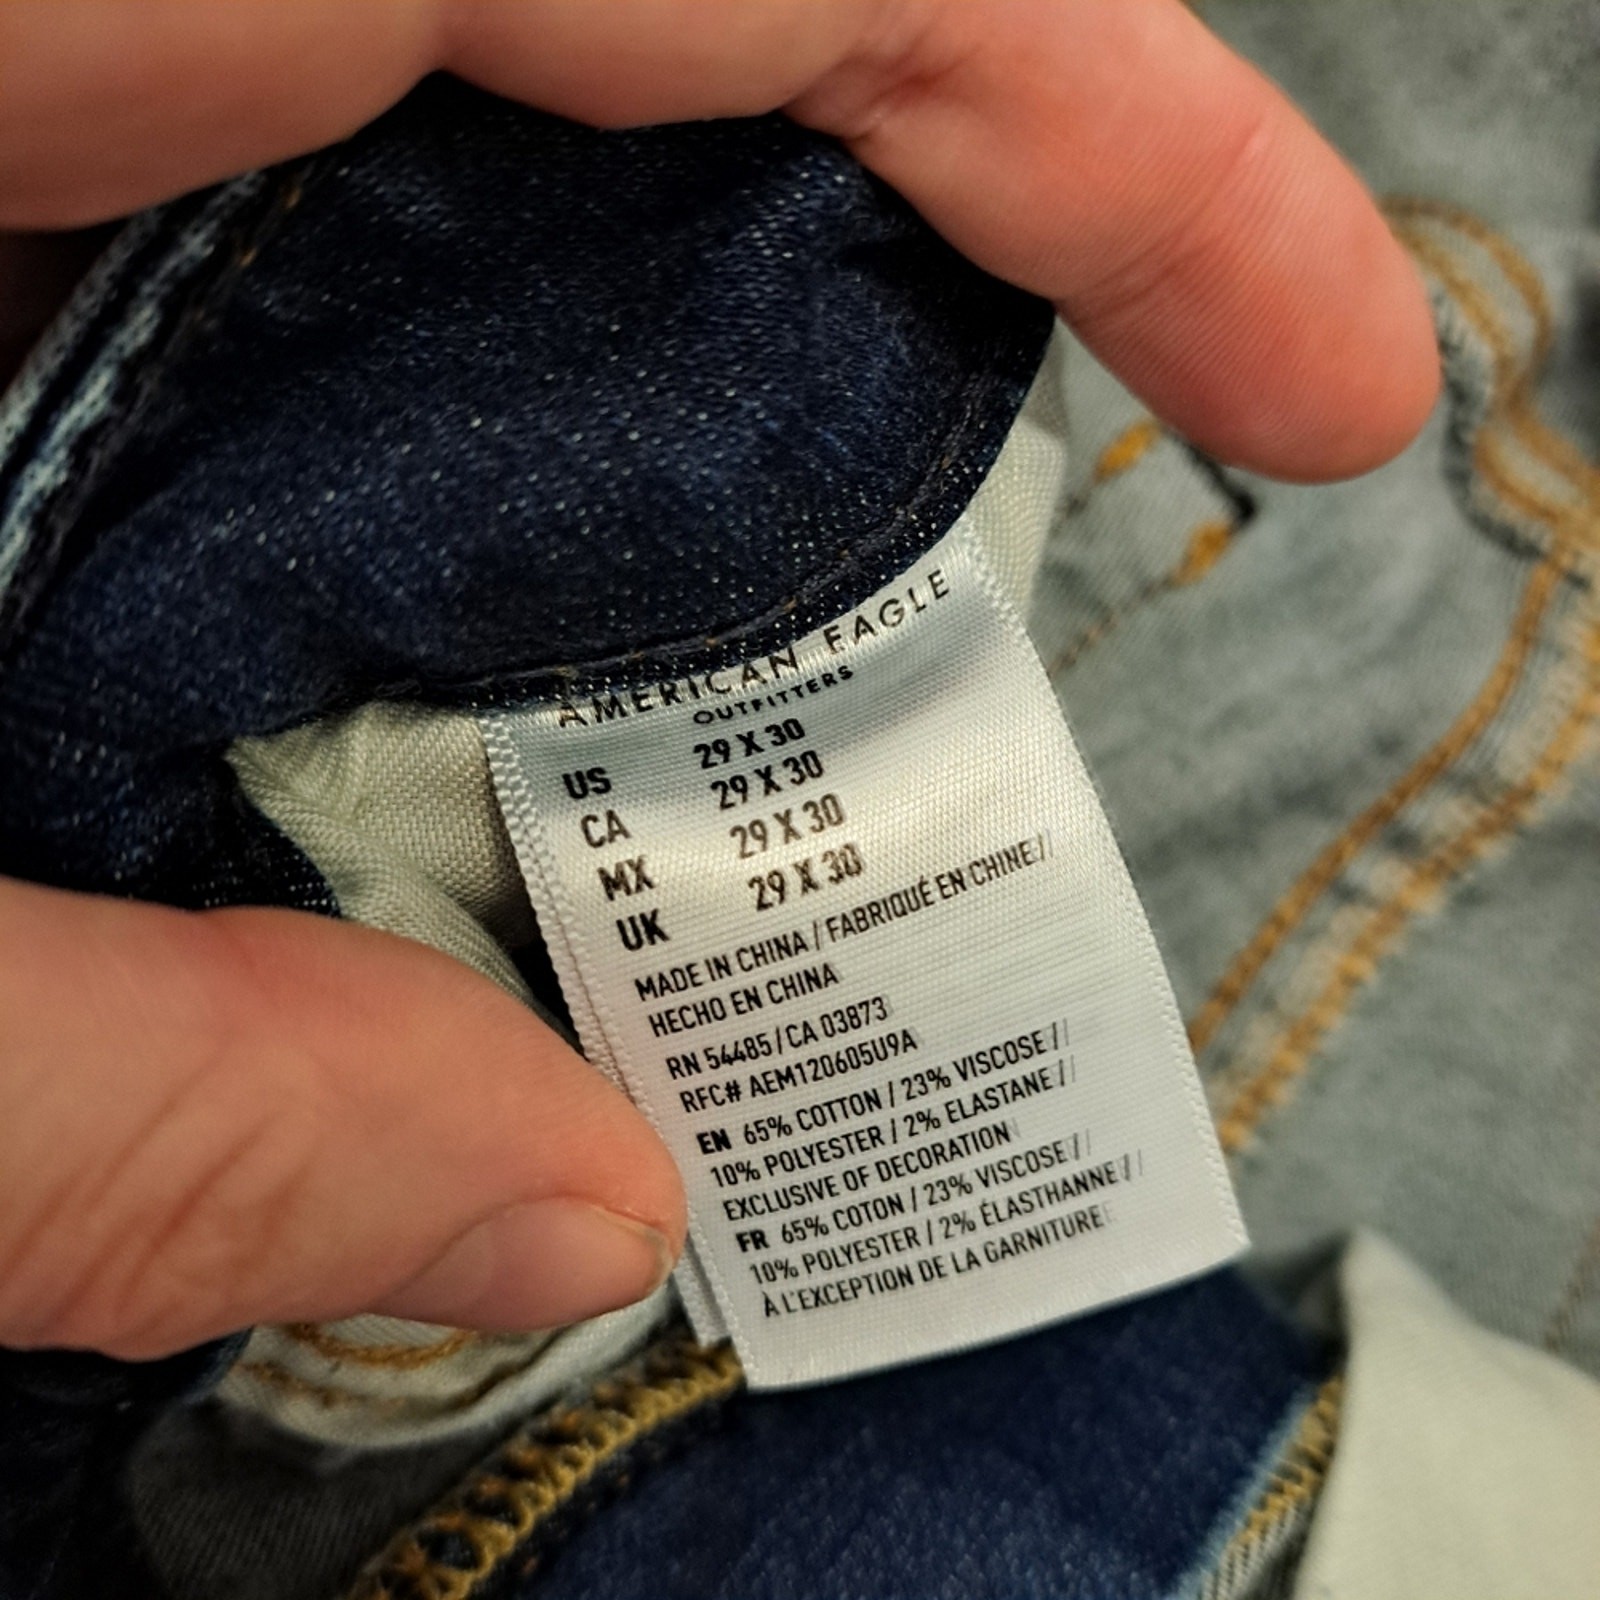 AMERICAN EAGLE
OUTFITTERS
US 29 X 30
CA 29 X 30
MX 29 X 30
UK 29 X 30
MADE IN CHINA / FABRIQUÉ EN CHINE //
HECHO EN CHINA
RN 54485 / CA 03873
RFC# AEM120605U9A
EN 65% COTTON / 23% VISCOSE //
10% POLYESTER / 2% ELASTANE //
EXCLUSIVE OF DECORATION
FR 65% COTON / 23% VISCOSE //
10% POLYESTER / 2% ÉLASTHANNE //
À L'EXCEPTION DE LA GARNITURE